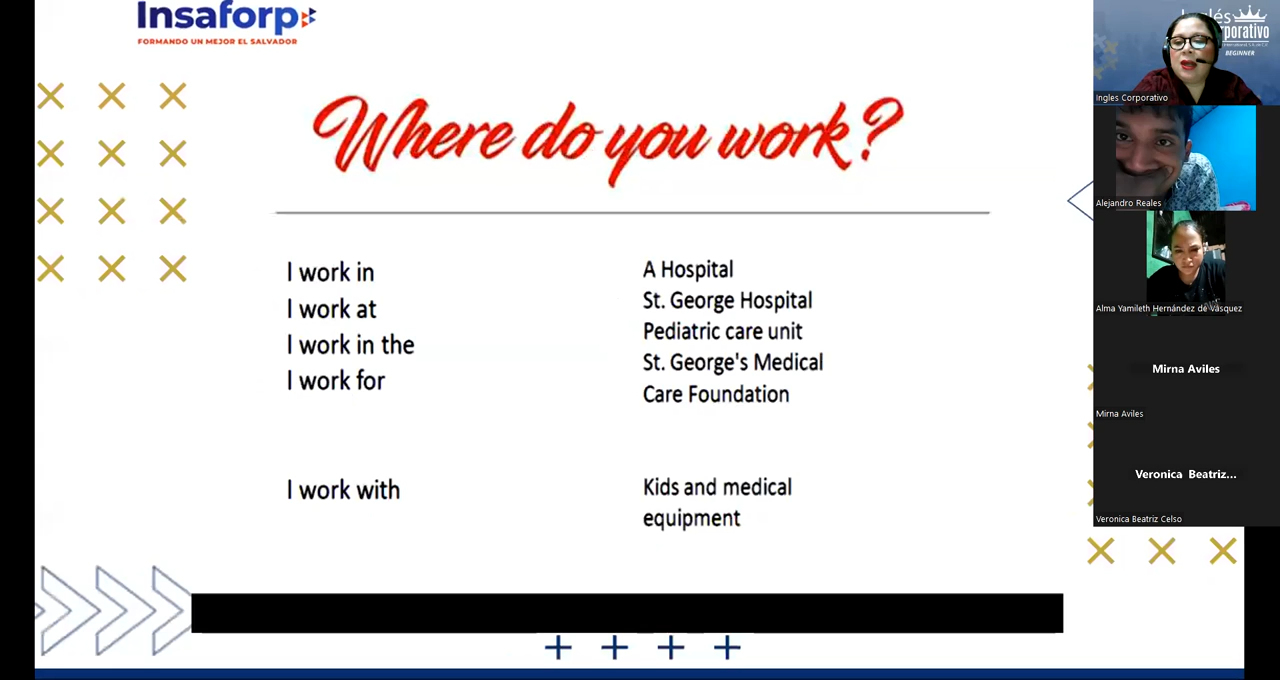 Insaforp
FORMANDO UN MEJOR EL SALVADOR
Where do you work?
I work in
I work at
I work in the
I work for
I work with
A Hospital
St. George Hospital
Pediatric care unit
St. George's Medical
Care Foundation
Kids and medical
equipment
BEGINNER
Ingles Corporativo
Alejandro Reales
Alma Yamileth Hernández de Vásquez
Mirna Aviles
Mirna Aviles
Veronica Beatriz...
Veronica Beatriz Celso